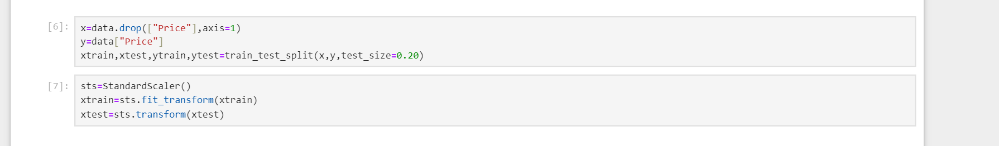 [6]: x=data.drop(["Price"],axis=1)
y=data["Price"]
xtrain,xtest,ytrain,ytest=train_test_split(x,y,test_size=0.20)
[7]: sts=StandardScaler()
xtrain=sts.fit_transform(xtrain)
xtest=sts.transform(xtest)